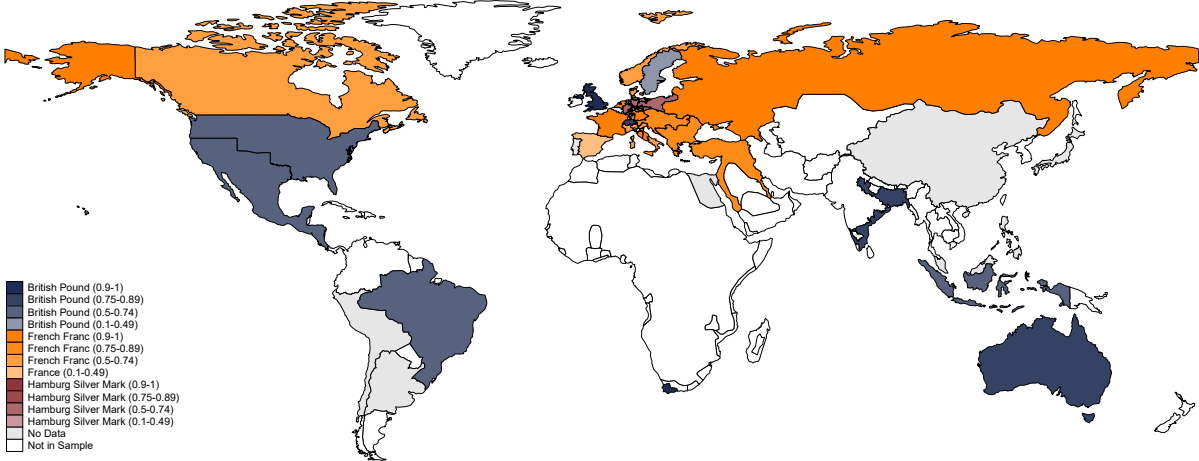 British Pound (0.9-1)
British Pound (0.75-0.89)
British Pound (0.5-0.74)
British Pound (0.1-0.49)
French Franc (0.9-1)
French Franc (0.75-0.89)
French Franc (0.5-0.74)
France (0.1-0.49)
Hamburg Silver Mark (0.9-1)
Hamburg Silver Mark (0.75-0.89)
Hamburg Silver Mark (0.5-0.74)
Hamburg Silver Mark (0.1-0.49)
No Data
Not in Sample